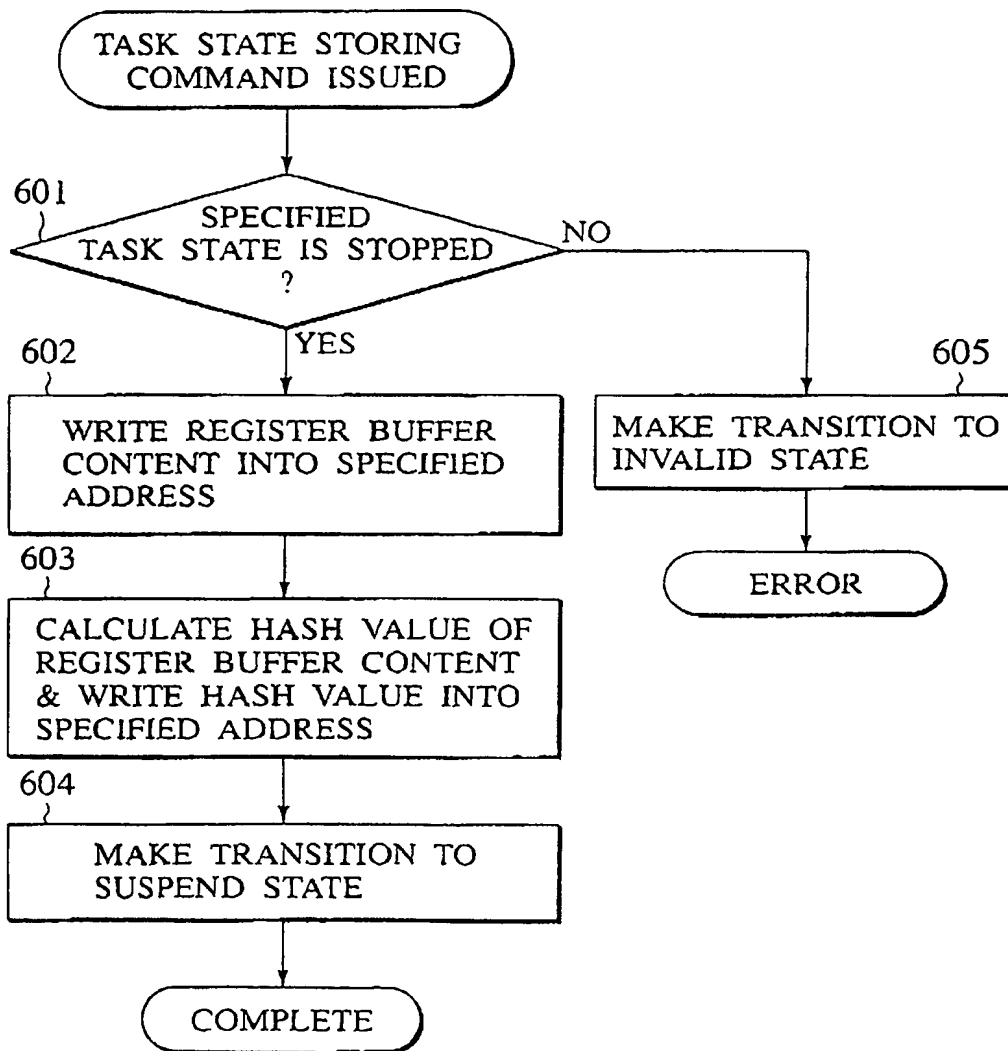 TASK STATE STORING
COMMAND ISSUED
601
SPECIFIED
TASK STATE IS STOPPED
?
NO
YES
602
WRITE REGISTER BUFFER
CONTENT INTO SPECIFIED
ADDRESS
605
MAKE TRANSITION TO
INVALID STATE
ERROR
603
CALCULATE HASH VALUE OF
REGISTER BUFFER CONTENT
& WRITE HASH VALUE INTO
SPECIFIED ADDRESS
604
MAKE TRANSITION TO
SUSPEND STATE
COMPLETE